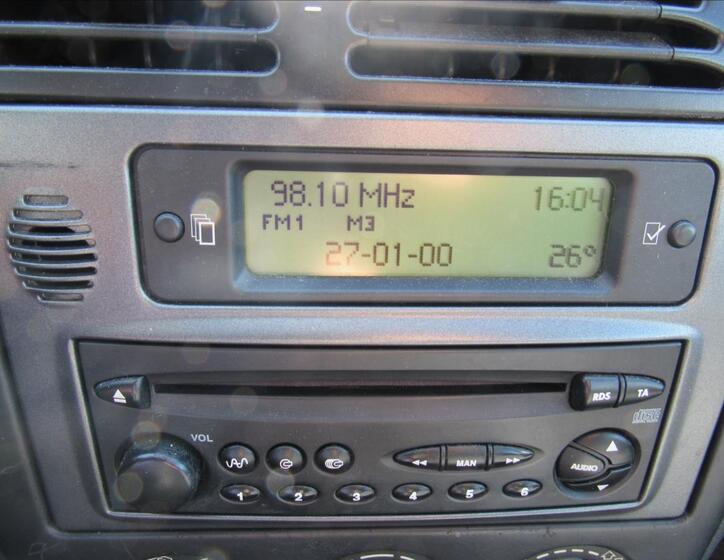 98.10 MHz 16:04
FM1 M3
27-01-00 26°
RDS TA
disc
VOL
MAN
AUDIO
1 2 3 4 5 6